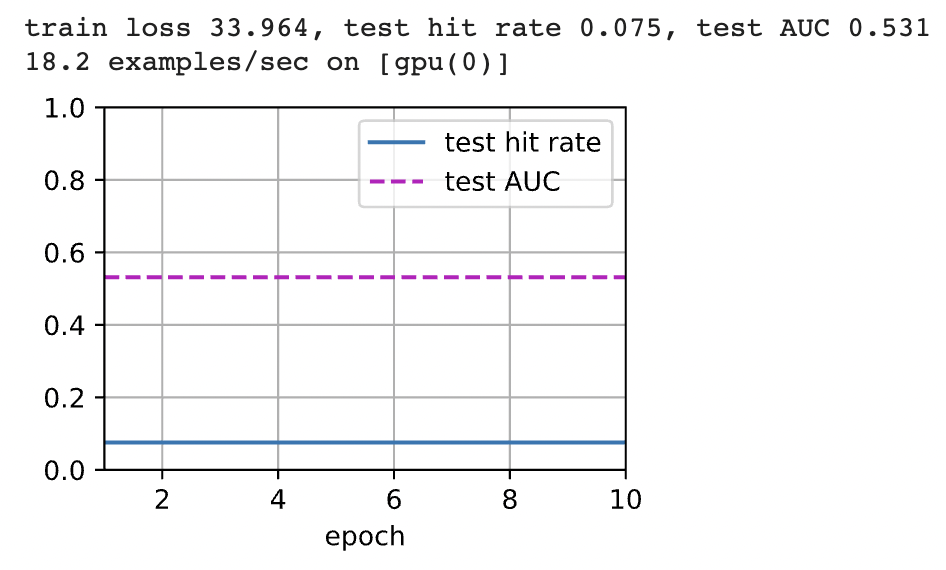 train loss 33.964, test hit rate 0.075, test AUC 0.531
18.2 examples/sec on [gpu(0)]
1.0
test hit rate
0.8
test AUC
0.6
0.4
0.2
0.0
2 4 6 8 10
epoch